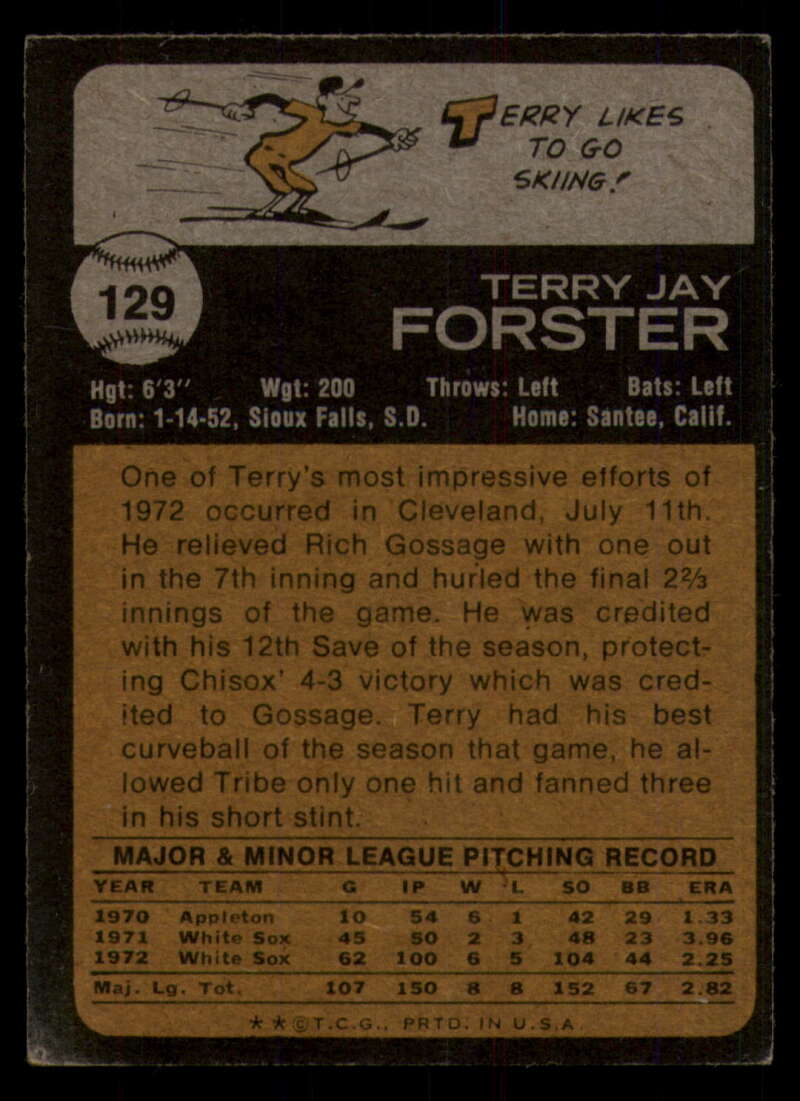 TERRY LIKES
TO GO
SKIING!
129
TERRY JAY
FORSTER
Hgt: 6'3" Wgt: 200 Throws: Left Bats: Left
Born: 1-14-52, Sioux Falls, S.D. Home: Santee, Calif.
One of Terry's most impressive efforts of
1972 occurred in Cleveland, July 11th.
He relieved Rich Gossage with one out
in the 7th inning and hurled the final 2⅔
innings of the game. He was credited
with his 12th Save of the season, protect-
ing Chisox' 4-3 victory which was cred-
ited to Gossage. Terry had his best
curveball of the season that game, he al-
lowed Tribe only one hit and fanned three
in his short stint.
MAJOR & MINOR LEAGUE PITCHING RECORD
YEAR TEAM G IP W L SO BB ERA
1970 Appleton 10 54 6 1 42 29 1.33
1971 White Sox 45 50 2 3 48 23 3.96
1972 White Sox 62 100 6 5 104 44 2.25
Maj. Lg. Tot. 107 150 8 8 152 67 2.82
★★©T.C.G., PRTD. IN U.S.A.